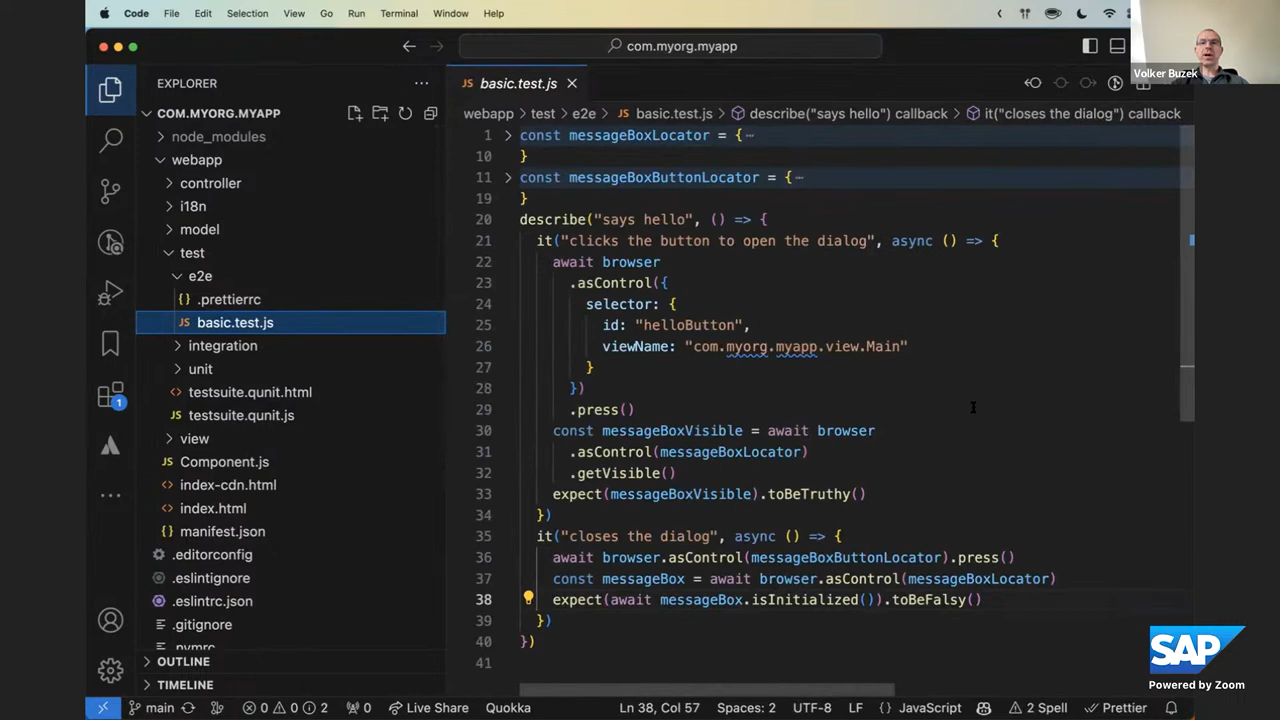 Code File Edit Selection View Go Run Terminal Window Help
com.myorg.myapp
Volker Buzek
EXPLORER
COM.MYORG.MYAPP
node_modules
webapp
controller
i18n
model
test
e2e
{} .prettierrc
JS basic.test.js
integration
unit
<> testsuite.qunit.html
JS testsuite.qunit.js
view
JS Component.js
<> index-cdn.html
<> index.html
{} manifest.json
.editorconfig
.eslintignore
.eslintrc.json
.gitignore
.npmrc
OUTLINE
TIMELINE
1
JS basic.test.js
webapp > test > e2e > JS basic.test.js > describe("says hello") callback > it("closes the dialog") callback
1 const messageBoxLocator = {
10 }
11 const messageBoxButtonLocator = {
19 }
20 describe("says hello", () => {
21 it("clicks the button to open the dialog", async () => {
22 await browser
23 .asControl({
24 selector: {
25 id: "helloButton",
26 viewName: "com.myorg.myapp.view.Main"
27 }
28 })
29 .press()
30 const messageBoxVisible = await browser
31 .asControl(messageBoxLocator)
32 .getVisible()
33 expect(messageBoxVisible).toBeTruthy()
34 })
35 it("closes the dialog", async () => {
36 await browser.asControl(messageBoxButtonLocator).press()
37 const messageBox = await browser.asControl(messageBoxLocator)
38 expect(await messageBox.isInitialized()).toBeFalsy()
39 })
40 })
41
SAP
Powered by Zoom
main 0 0 2 0 Live Share Quokka Ln 38, Col 57 Spaces: 2 UTF-8 LF {} JavaScript 2 Spell Prettier